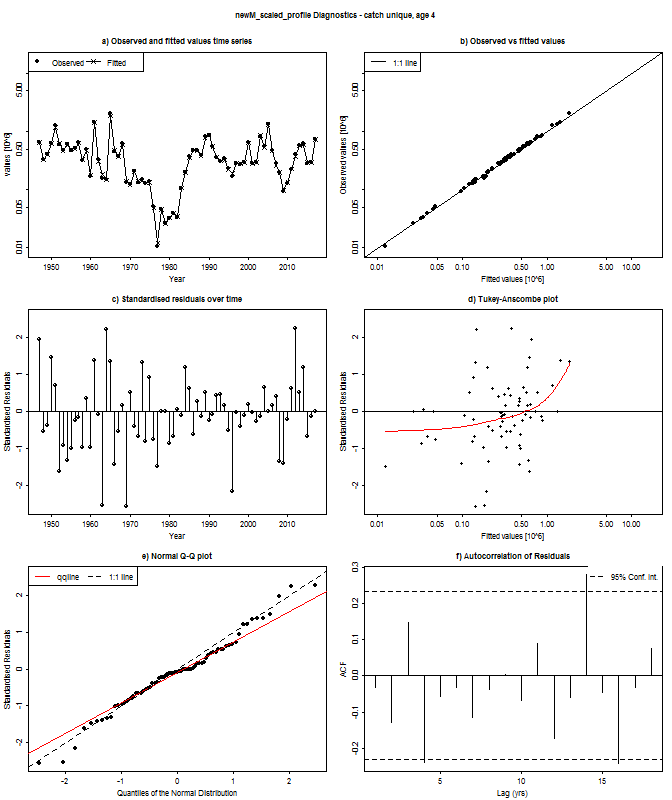 newM_scaled_profile Diagnostics - catch unique, age 4
a) Observed and fitted values time series
Observed Fitted
values [10^6]
5.00
0.50
0.05
0.01
1950 1960 1970 1980 1990 2000 2010
Year
b) Observed vs fitted values
1:1 line
Observed values [10^6]
5.00
0.50
0.05
0.01
0.01 0.05 0.10 0.50 1.00 5.00 10.00
Fitted values [10^6]
c) Standardised residuals over time
Standardised Residuals
2
1
0
-1
-2
1950 1960 1970 1980 1990 2000 2010
Year
d) Tukey-Anscombe plot
Standardised Residuals
2
1
0
-1
-2
0.01 0.05 0.10 0.50 1.00 5.00 10.00
Fitted values [10^6]
e) Normal Q-Q plot
qqline 1:1 line
Standardised Residuals
2
1
0
-1
-2
-2 -1 0 1 2
Quantiles of the Normal Distribution
f) Autocorrelation of Residuals
95% Conf. Int.
ACF
0.3
0.2
0.1
0.0
-0.1
-0.2
5 10 15
Lag (yrs)